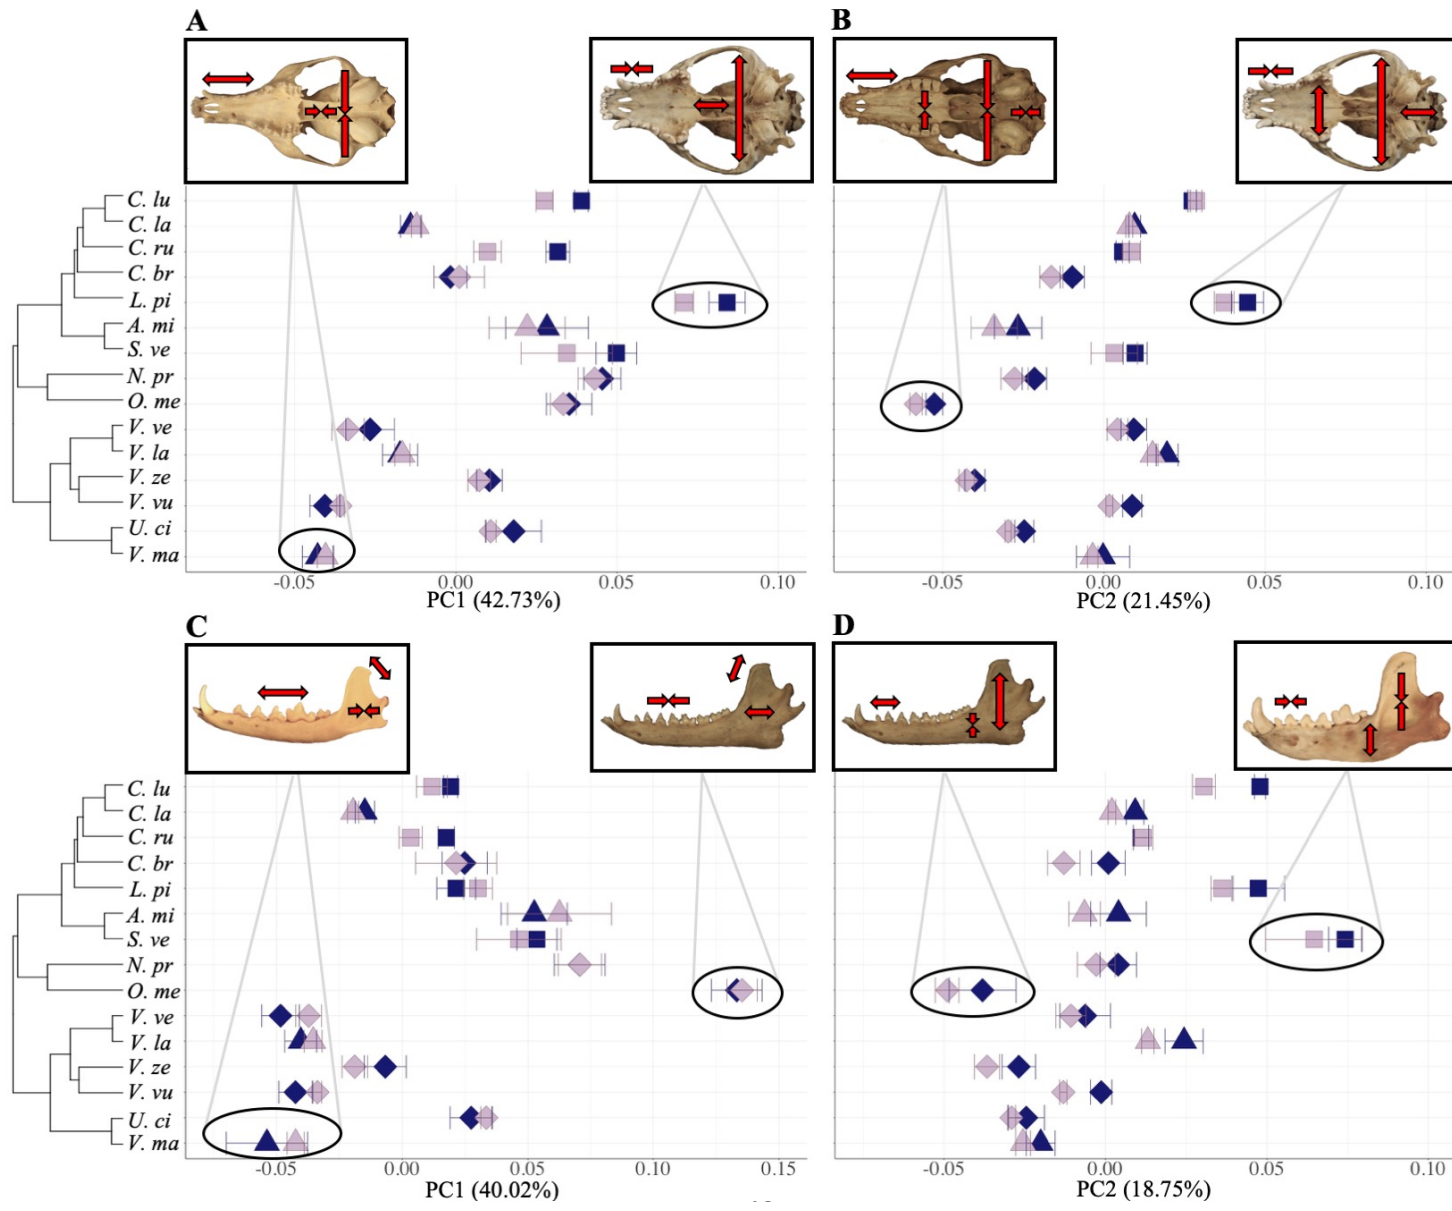 A
B
C. lu
C. la
C. ru
C. br
L. pi
A. mi
S. ve
N. pr
O. me
V. ve
V. la
V. ze
V. vu
U. ci
V. ma
-0.05 0.00 0.05 0.10
PC1 (42.73%)
-0.05 0.00 0.05 0.10
PC2 (21.45%)
C
D
C. lu
C. la
C. ru
C. br
L. pi
A. mi
S. ve
N. pr
O. me
V. ve
V. la
V. ze
V. vu
U. ci
V. ma
-0.05 0.00 0.05 0.10 0.15
PC1 (40.02%)
-0.05 0.00 0.05 0.10
PC2 (18.75%)